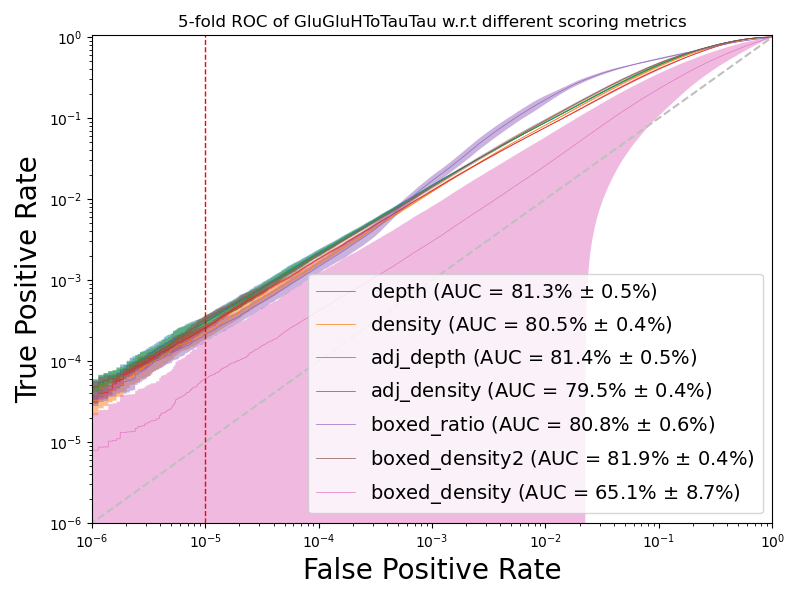 5-fold ROC of GluGluHToTauTau w.r.t different scoring metrics
True Positive Rate
10⁰
10⁻¹
10⁻²
10⁻³
10⁻⁴
10⁻⁵
10⁻⁶
depth (AUC = 81.3% ± 0.5%)
density (AUC = 80.5% ± 0.4%)
adj_depth (AUC = 81.4% ± 0.5%)
adj_density (AUC = 79.5% ± 0.4%)
boxed_ratio (AUC = 80.8% ± 0.6%)
boxed_density2 (AUC = 81.9% ± 0.4%)
boxed_density (AUC = 65.1% ± 8.7%)
10⁻⁶ 10⁻⁵ 10⁻⁴ 10⁻³ 10⁻² 10⁻¹ 10⁰
False Positive Rate